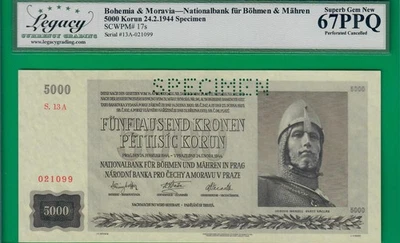 Legacy
CURRENCY GRADING
www.legacygrading.com
Bohemia & Moravia—Nationalbank für Böhmen & Mähren
5000 Korun 24.2.1944 Specimen
SCWPM# 17s
Serial #13A-021099
Superb Gem New
67PPQ
Perforated Cancelled
SPECIMEN
5000
5000
S. 13A
FÜNFTAUSEND KRONEN
PĚTTISÍC KORUN
NATIONALBANK FÜR BÖHMEN UND MÄHREN IN PRAG
NÁRODNÍ BANKA PRO ČECHY A MORAVU V PRAZE
021099
5000
5000